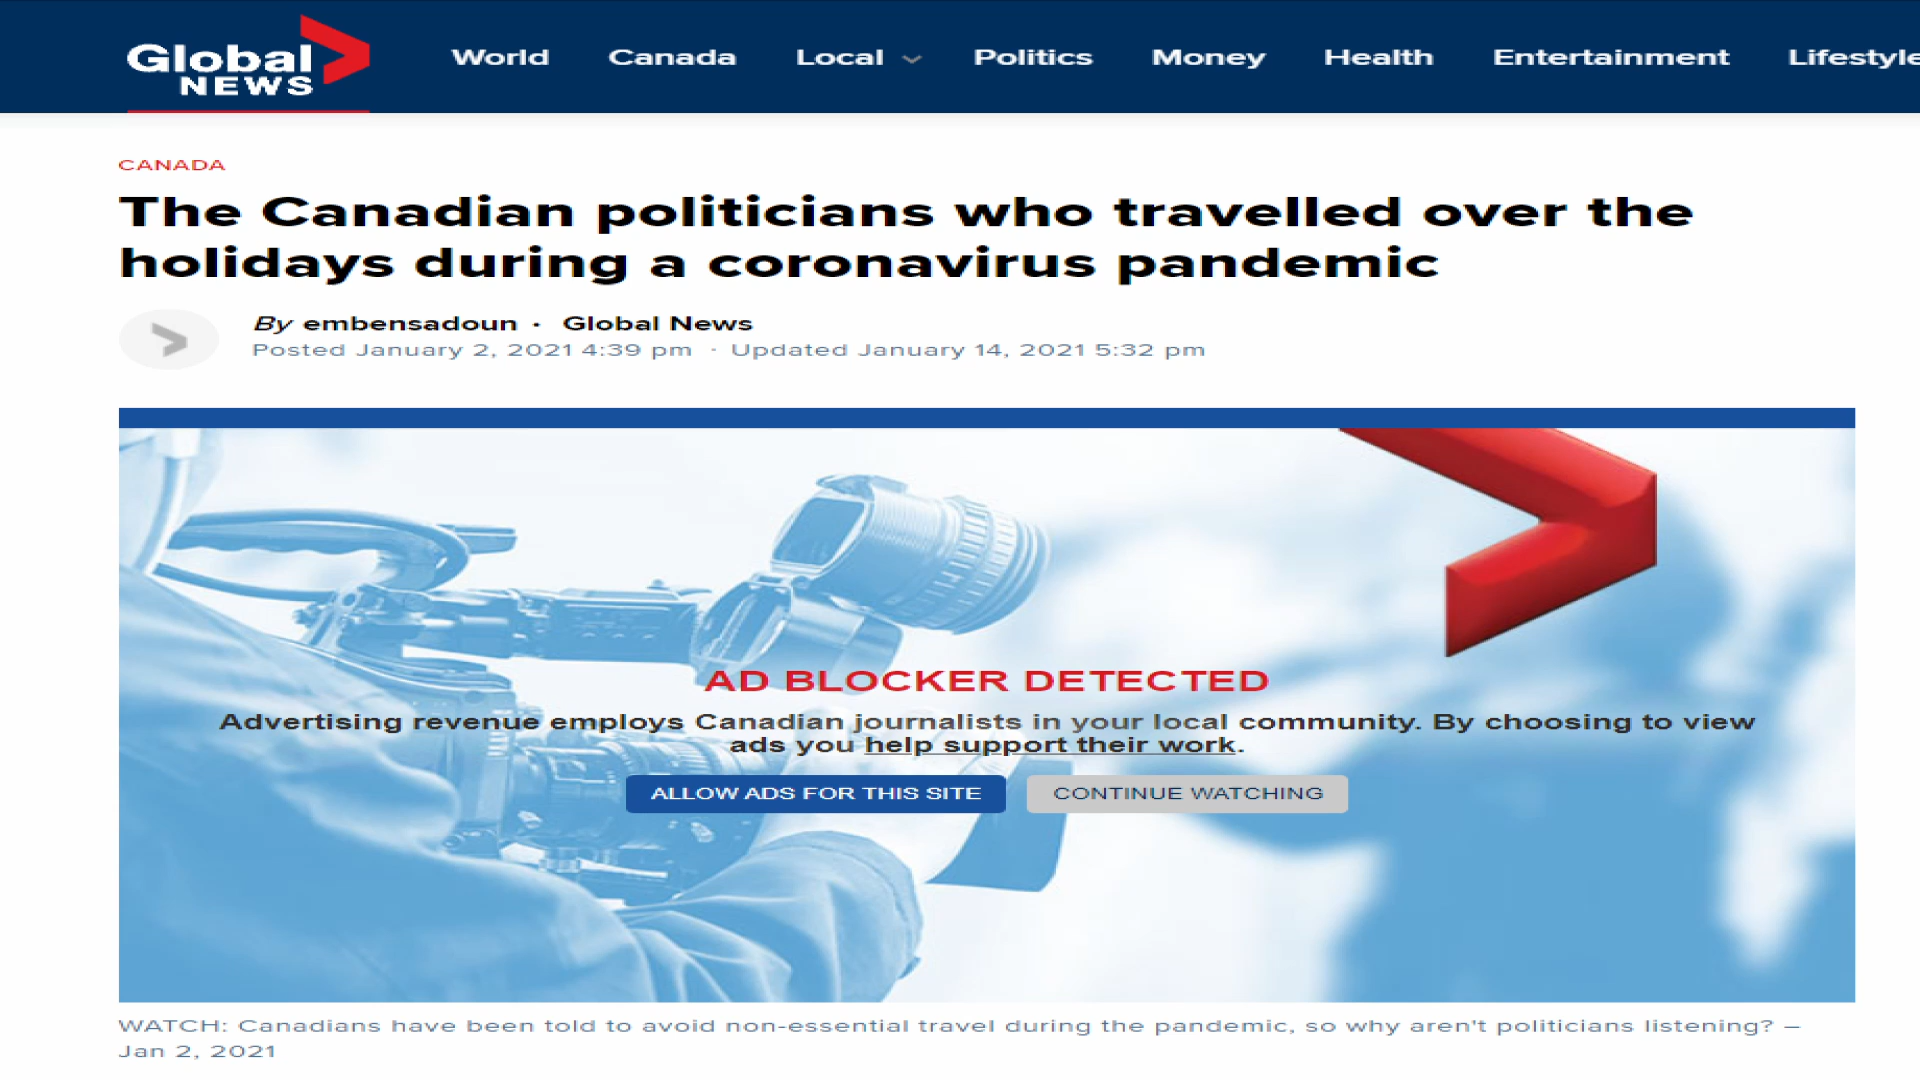 Global
NEWS
World Canada Local Politics Money Health Entertainment Lifestyle
CANADA
The Canadian politicians who travelled over the
holidays during a coronavirus pandemic
By embensadoun · Global News
Posted January 2, 2021 4:39 pm · Updated January 14, 2021 5:32 pm
AD BLOCKER DETECTED
Advertising revenue employs Canadian journalists in your local community. By choosing to view
ads you help support their work.
ALLOW ADS FOR THIS SITE CONTINUE WATCHING
WATCH: Canadians have been told to avoid non-essential travel during the pandemic, so why aren't politicians listening? –
Jan 2, 2021